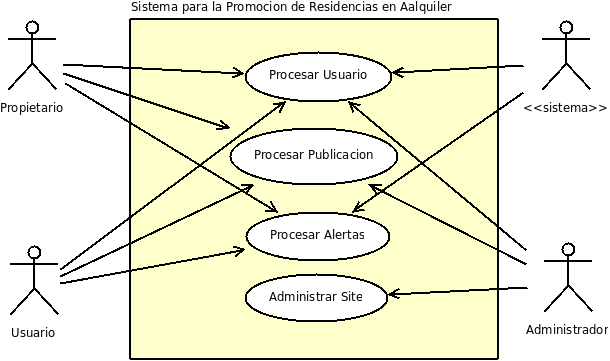 Sistema para la Promocion de Residencias en Aalquiler
Procesar Usuario
Propietario
<<sistema>>
Procesar Publicacion
Procesar Alertas
Administrar Site
Usuario
Administrador